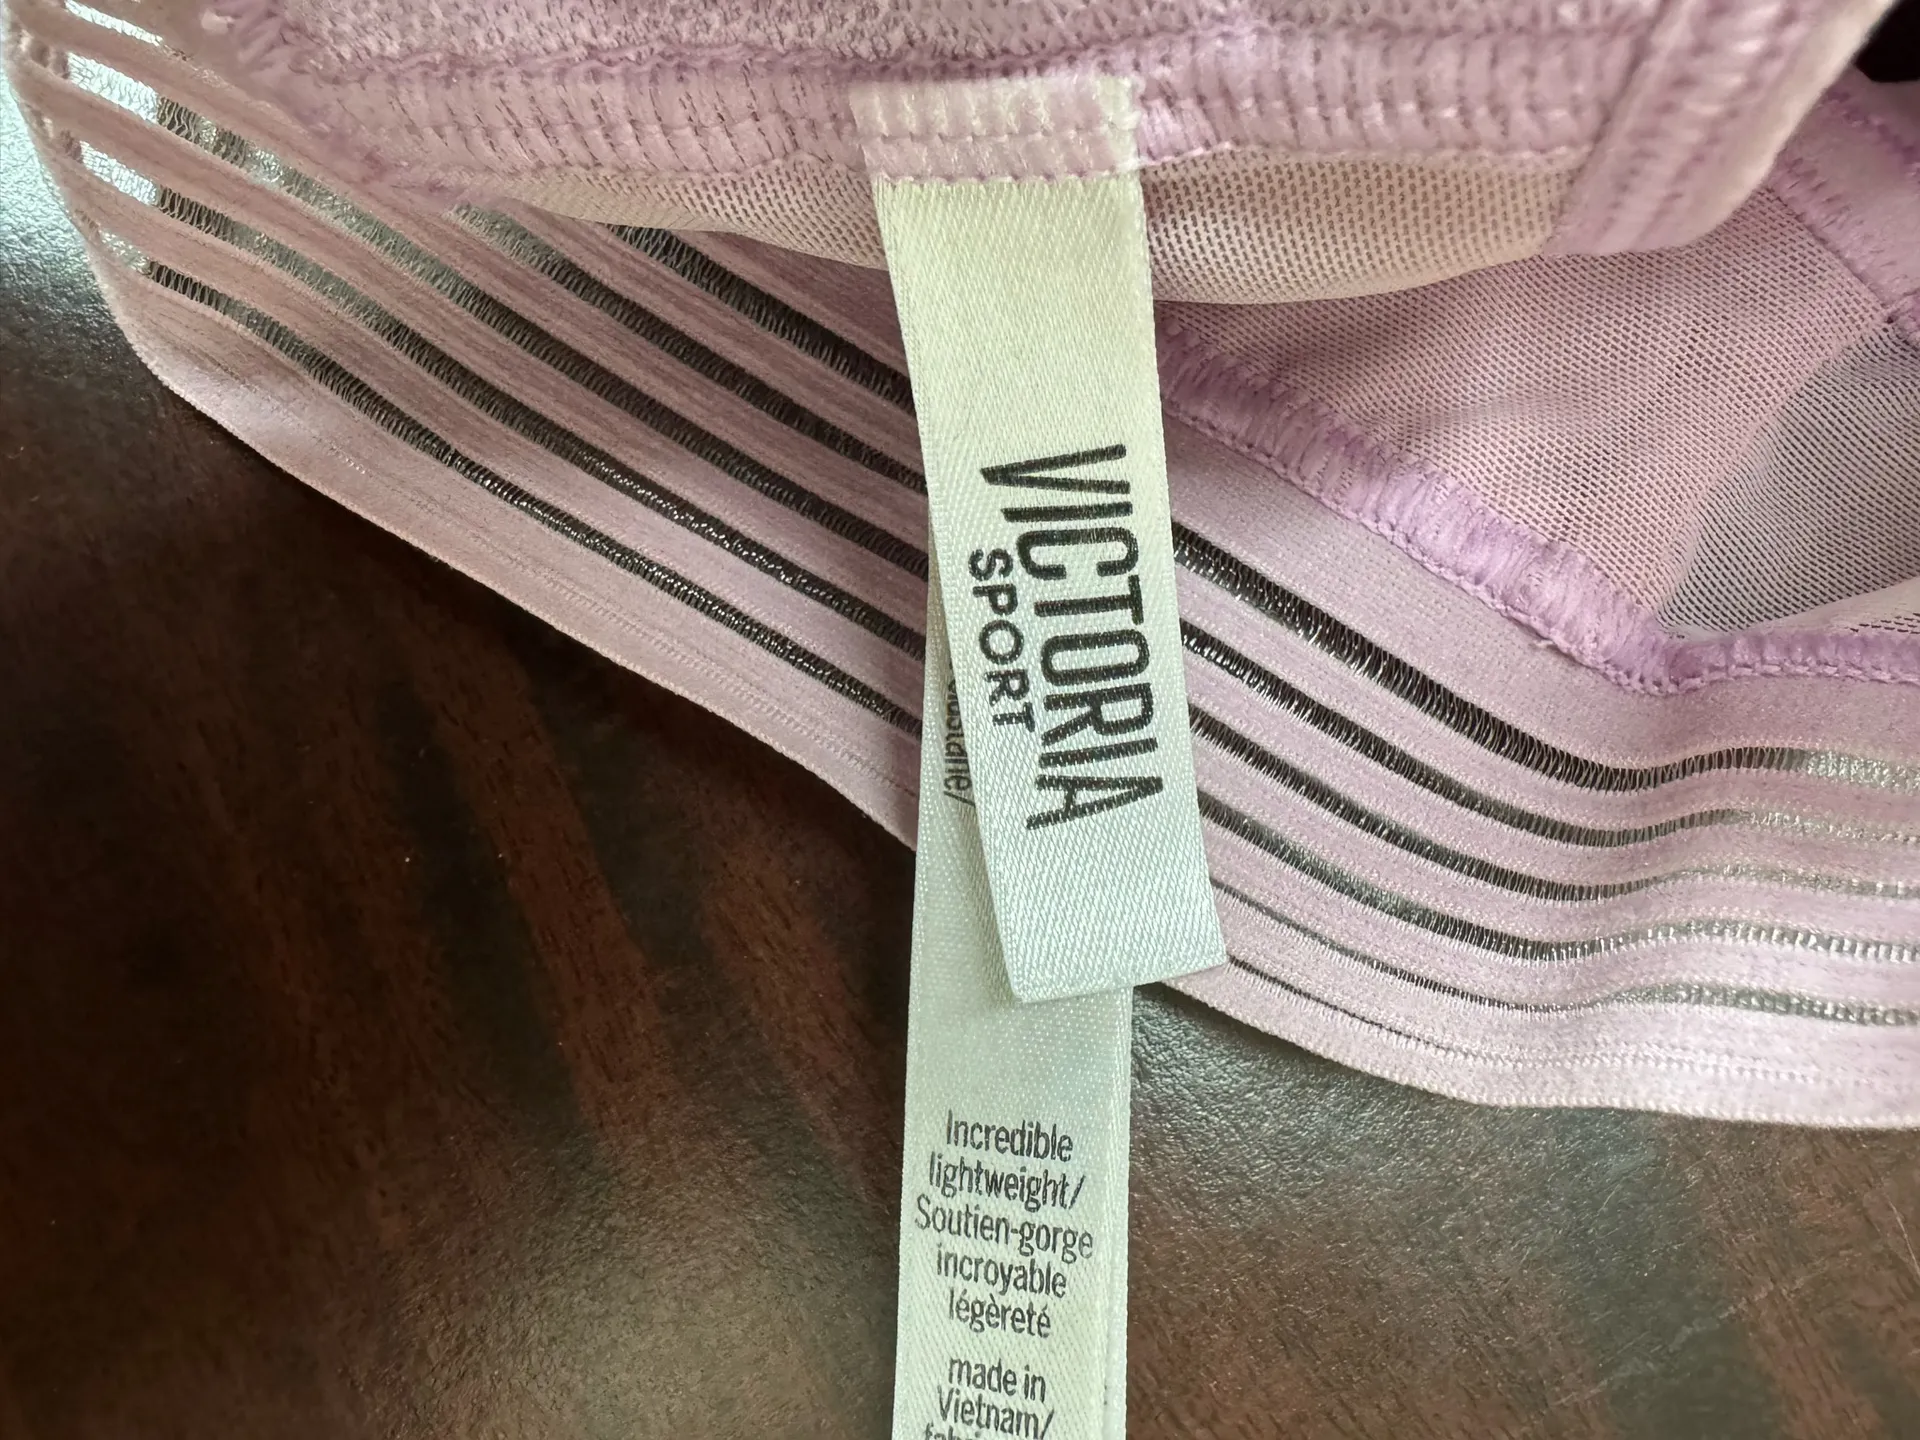 VICTORIA
SPORT
Incredible
lightweight/
Soutien-gorge
incroyable
légèreté
made in
Vietnam/